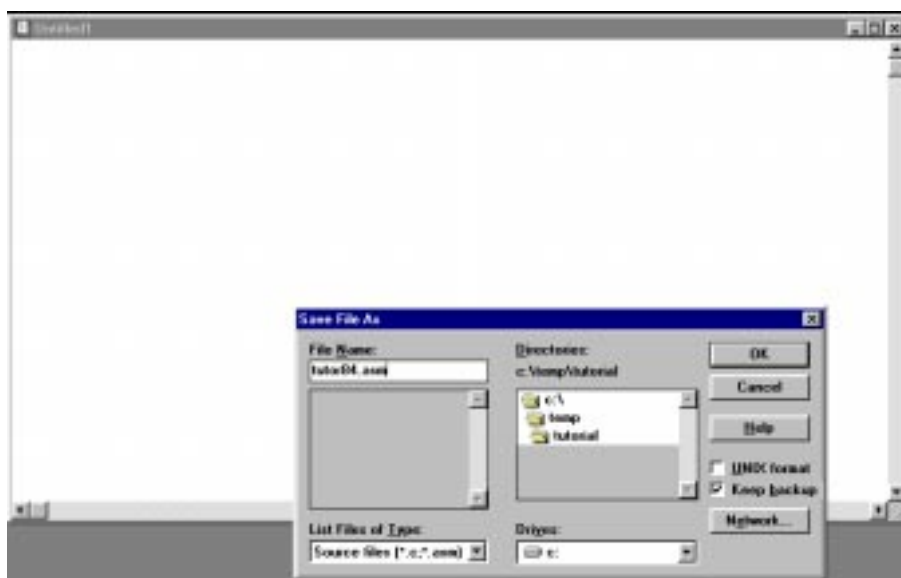 Untitled1
Save File As
File Name:
tutor84.asm
Directories:
c:\temp\tutorial
c:\
temp
tutorial
OK
Cancel
Help
UNIX format
Keep backup
Network...
List Files of Type:
Source files (*.c;*.asm)
Drives:
c: